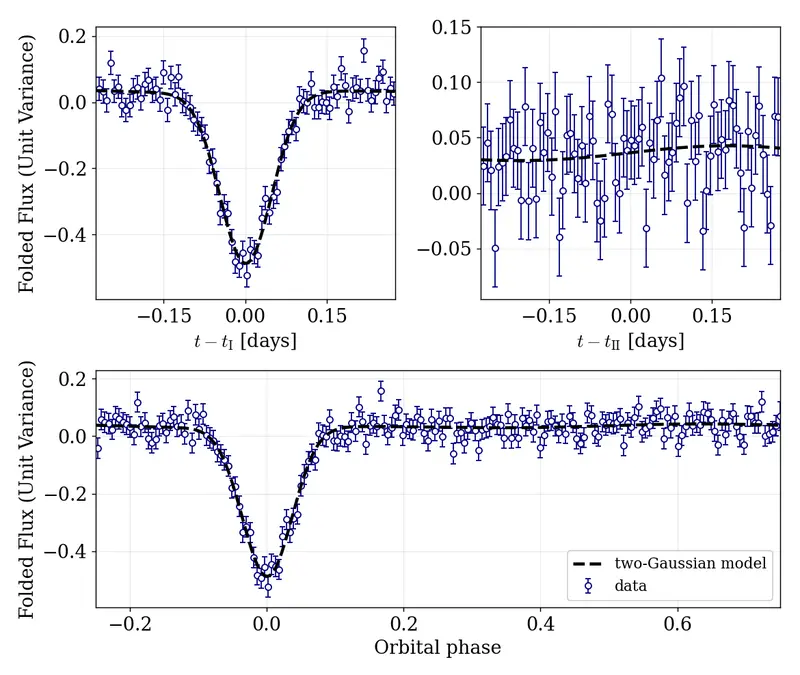 Folded Flux (Unit Variance)
0.2
0.0
−0.2
−0.4
−0.15 0.00 0.15
t − t_I [days]
0.15
0.10
0.05
0.00
−0.05
−0.15 0.00 0.15
t − t_II [days]
Folded Flux (Unit Variance)
0.2
0.0
−0.2
−0.4
two-Gaussian model
data
−0.2 0.0 0.2 0.4 0.6
Orbital phase